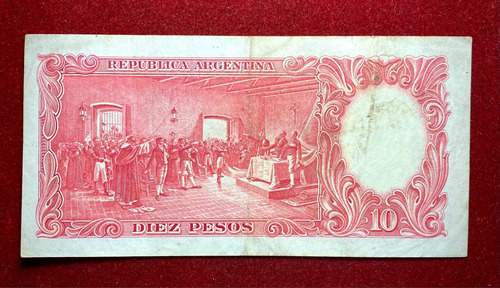 REPUBLICA ARGENTINA
DIEZ PESOS
10